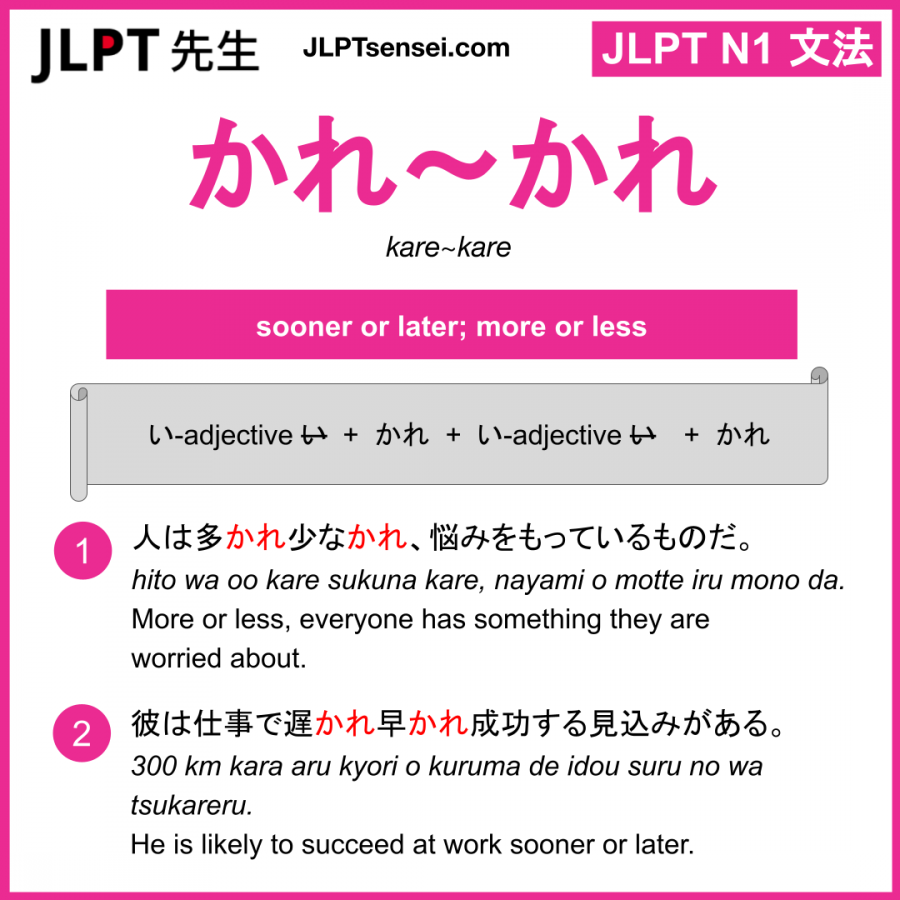 JLPT 先生 JLPTsensei.com JLPT N1 文法
かれ～かれ
kare~kare
sooner or later; more or less
い-adjective い + かれ + い-adjective い + かれ
1 人は多かれ少なかれ、悩みをもっているものだ。
hito wa oo kare sukuna kare, nayami o motte iru mono da.
More or less, everyone has something they are
worried about.
2 彼は仕事で遅かれ早かれ成功する見込みがある。
300 km kara aru kyori o kuruma de idou suru no wa
tsukareru.
He is likely to succeed at work sooner or later.